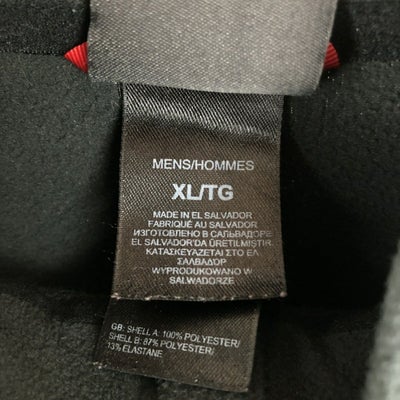 MENS/HOMMES
XL/TG
MADE IN EL SALVADOR
FABRIQUÉ AU SALVADOR
ИЗГОТОВЛЕНО В САЛЬВАДОРЕ
EL SALVADOR'DA ÜRETILMIŞTIR.
ΚΑΤΑΣΚΕΥΑΖΕΤΑΙ ΣΤΟ ΕΛ
ΣΑΛΒΑΔΟΡ
WYPRODUKOWANO W
SALWADORZE
GB: SHELL A: 100% POLYESTER/
SHELL B: 87% POLYESTER/
13% ELASTANE